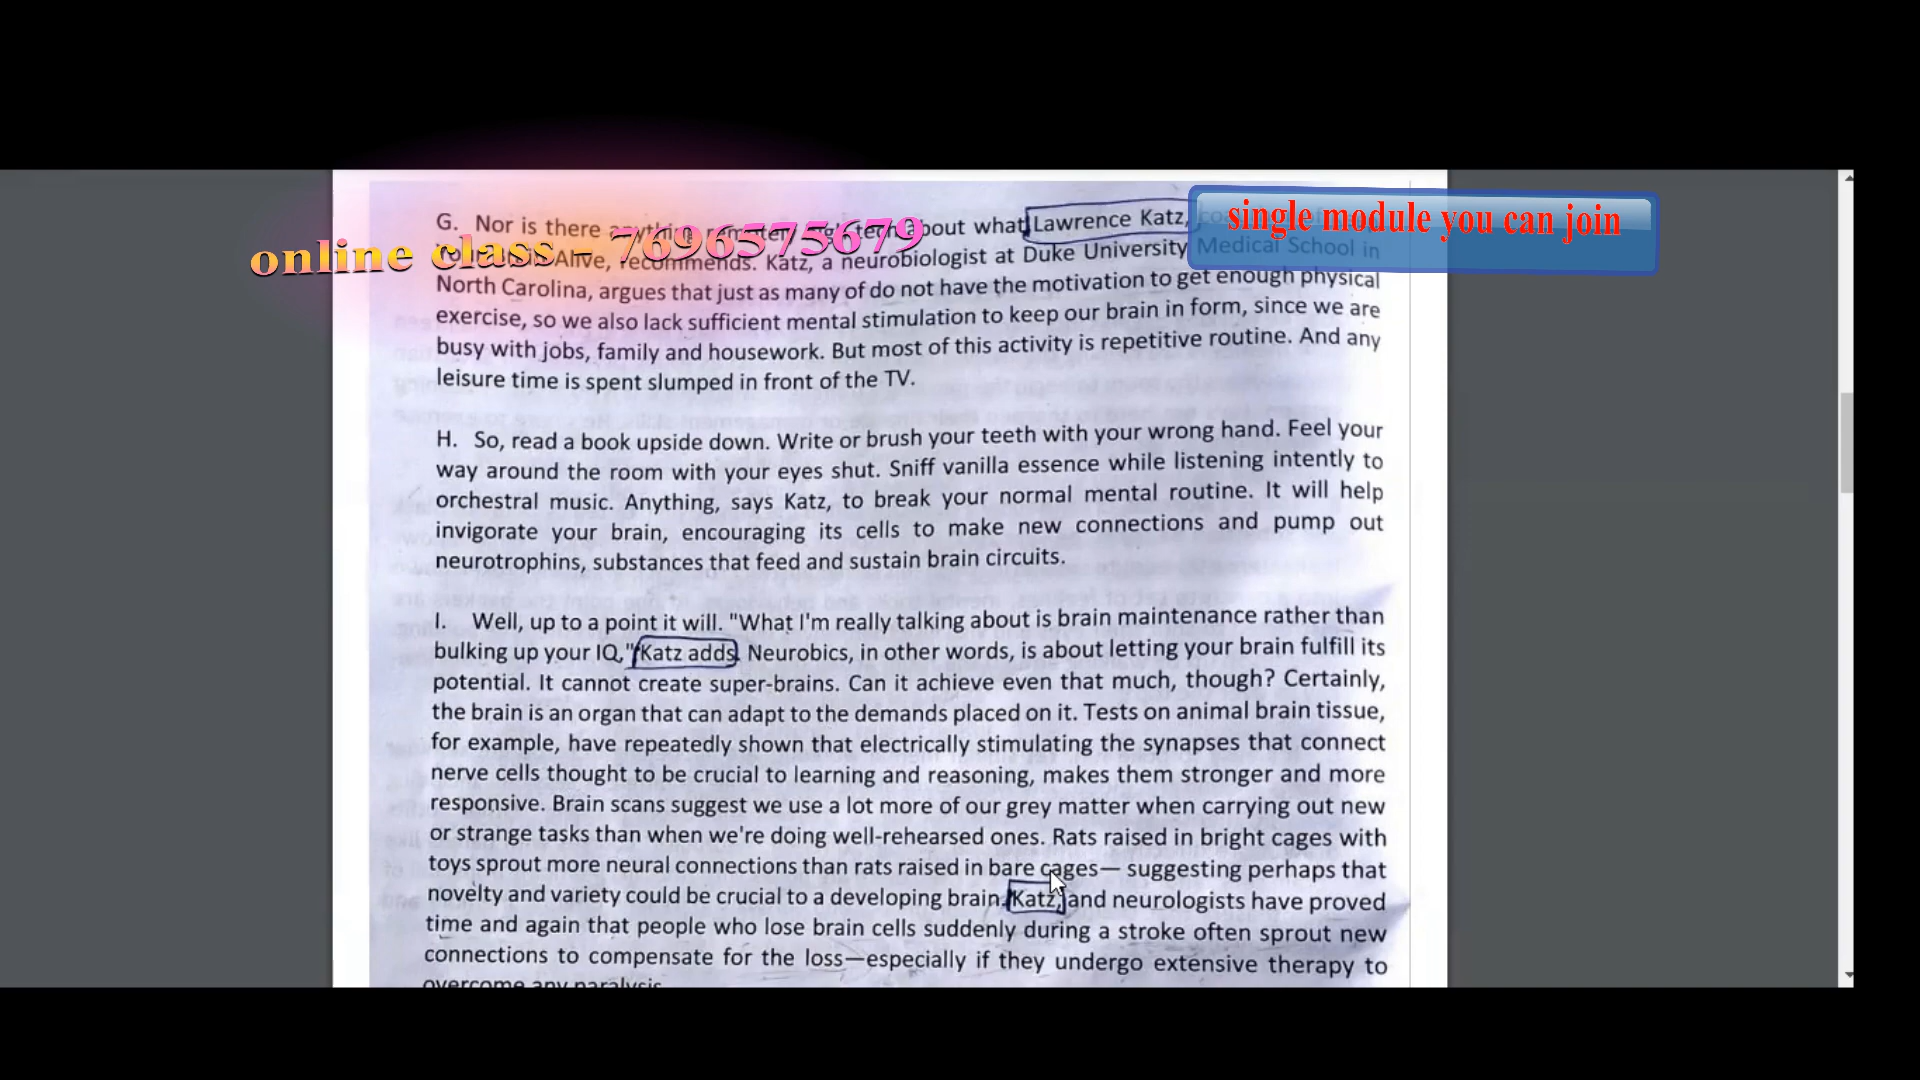 single module you can join
online class - 7696575679
G. Nor is there about what Lawrence Katz,
Alive, recommends. Katz, a neurobiologist at Duke University Medical School in
North Carolina, argues that just as many of do not have the motivation to get enough physical
exercise, so we also lack sufficient mental stimulation to keep our brain in form, since we are
busy with jobs, family and housework. But most of this activity is repetitive routine. And any
leisure time is spent slumped in front of the TV.
H. So, read a book upside down. Write or brush your teeth with your wrong hand. Feel your
way around the room with your eyes shut. Sniff vanilla essence while listening intently to
orchestral music. Anything, says Katz, to break your normal mental routine. It will help
invigorate your brain, encouraging its cells to make new connections and pump out
neurotrophins, substances that feed and sustain brain circuits.
I. Well, up to a point it will. "What I'm really talking about is brain maintenance rather than
bulking up your IQ," Katz adds. Neurobics, in other words, is about letting your brain fulfill its
potential. It cannot create super-brains. Can it achieve even that much, though? Certainly,
the brain is an organ that can adapt to the demands placed on it. Tests on animal brain tissue,
for example, have repeatedly shown that electrically stimulating the synapses that connect
nerve cells thought to be crucial to learning and reasoning, makes them stronger and more
responsive. Brain scans suggest we use a lot more of our grey matter when carrying out new
or strange tasks than when we're doing well-rehearsed ones. Rats raised in bright cages with
toys sprout more neural connections than rats raised in bare cages— suggesting perhaps that
novelty and variety could be crucial to a developing brain. Katz, and neurologists have proved
time and again that people who lose brain cells suddenly during a stroke often sprout new
connections to compensate for the loss—especially if they undergo extensive therapy to
overcome any paralysis.